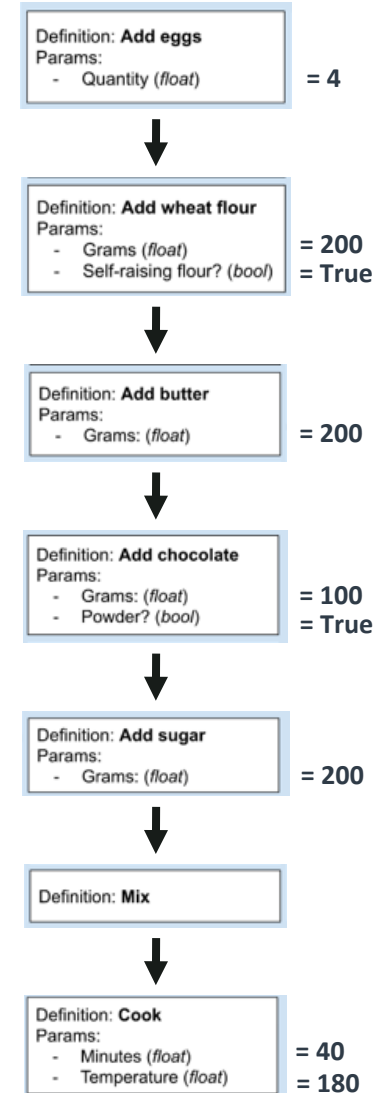 Definition: Add eggs
Params:
- Quantity (float) = 4
Definition: Add wheat flour
Params:
- Grams (float) = 200
- Self-raising flour? (bool) = True
Definition: Add butter
Params:
- Grams: (float) = 200
Definition: Add chocolate
Params:
- Grams: (float) = 100
- Powder? (bool) = True
Definition: Add sugar
Params:
- Grams: (float) = 200
Definition: Mix
Definition: Cook
Params:
- Minutes (float) = 40
- Temperature (float) = 180